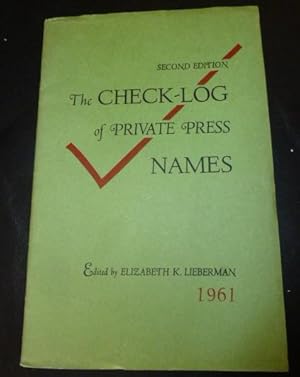 SECOND EDITION
The CHECK-LOG
of PRIVATE PRESS
NAMES
Edited by ELIZABETH K. LIEBERMAN
1961